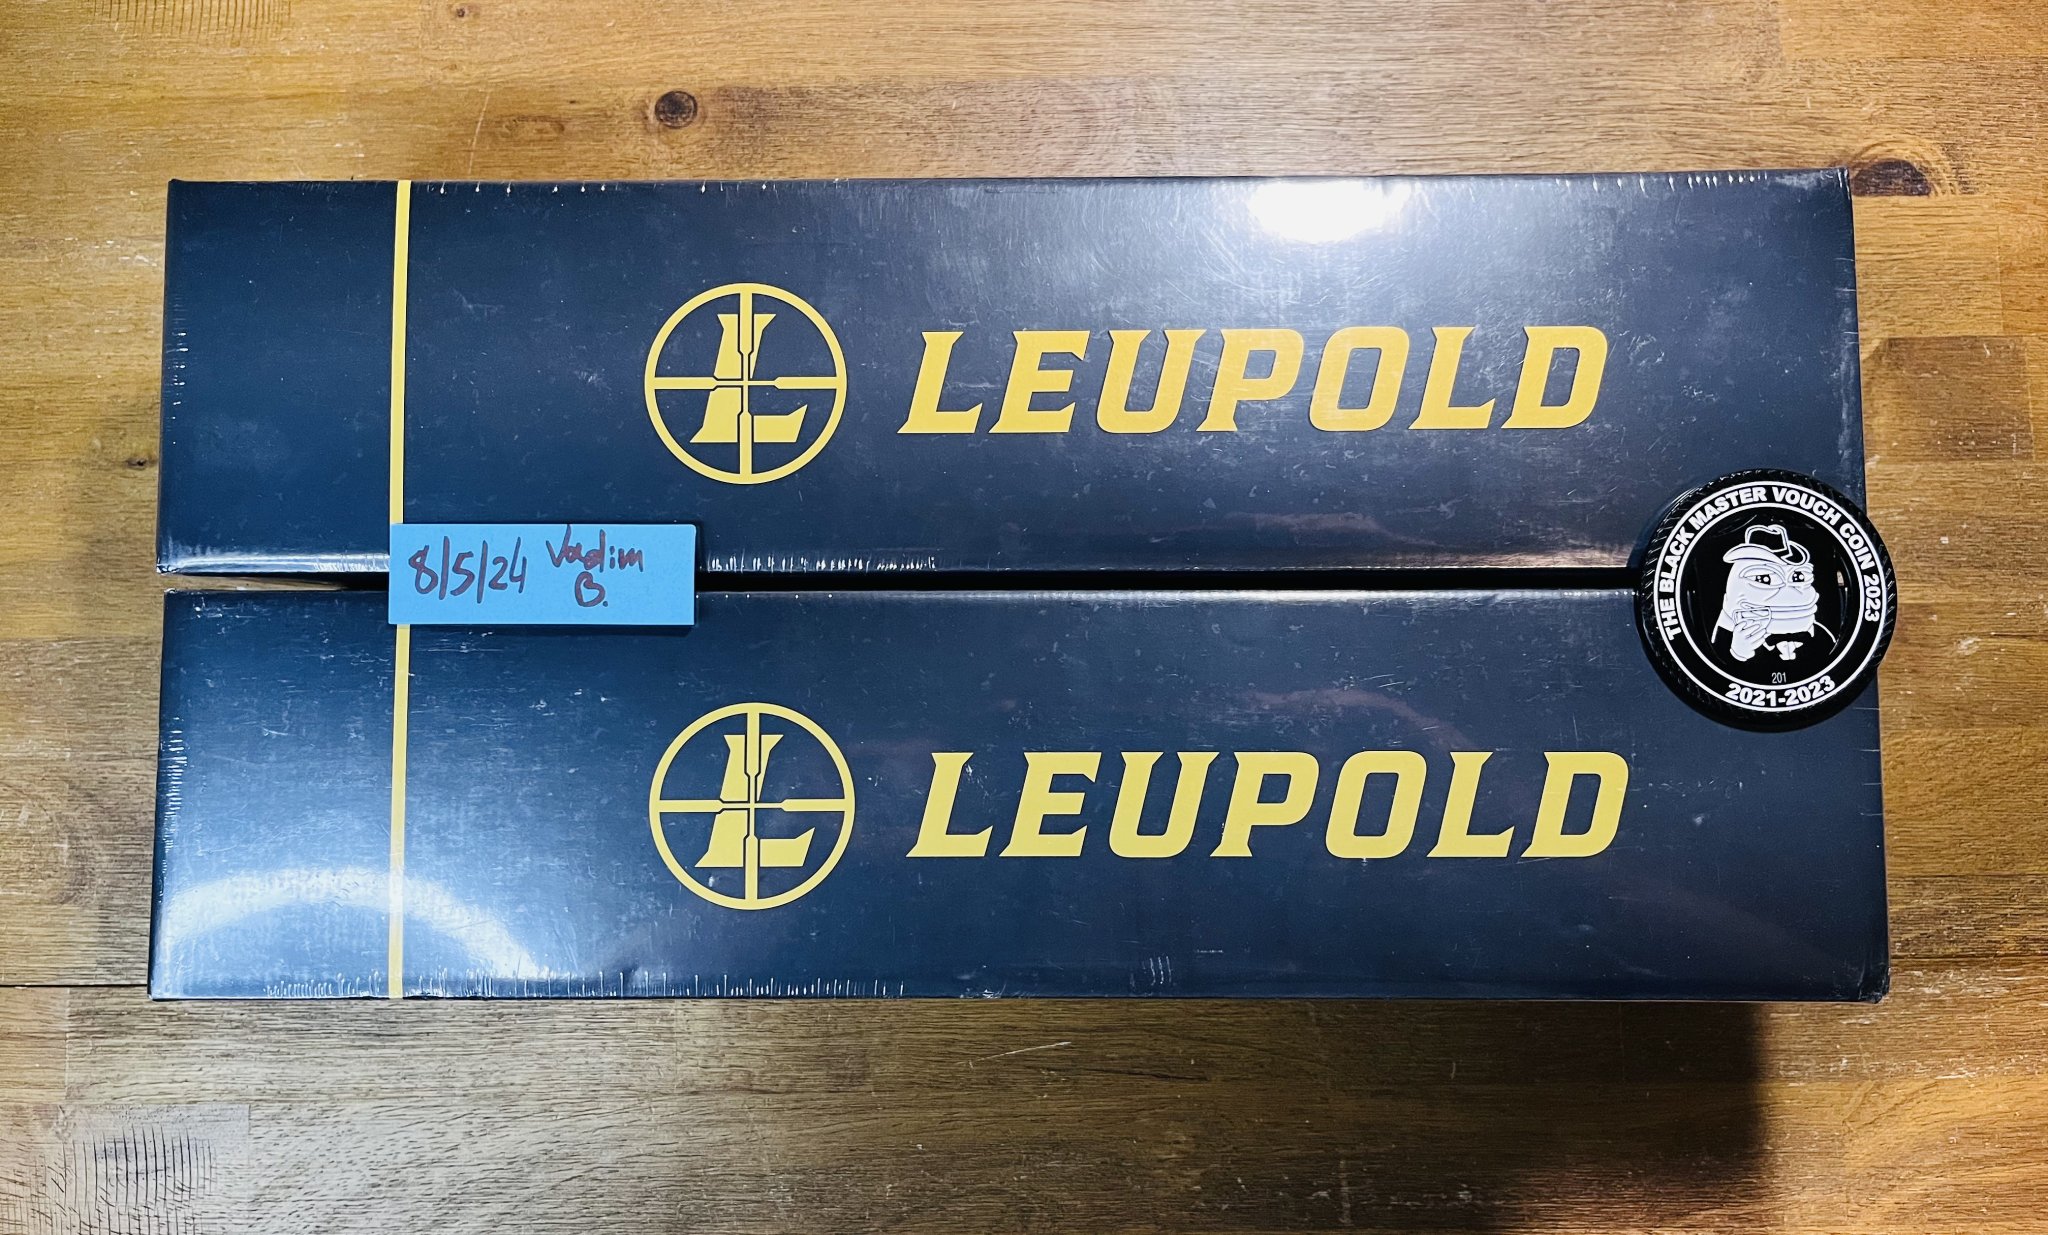 LEUPOLD
8/5/24 Vadim
B.
THE BLACK MASTER VOUCH COIN 2023
201
2021-2023
LEUPOLD